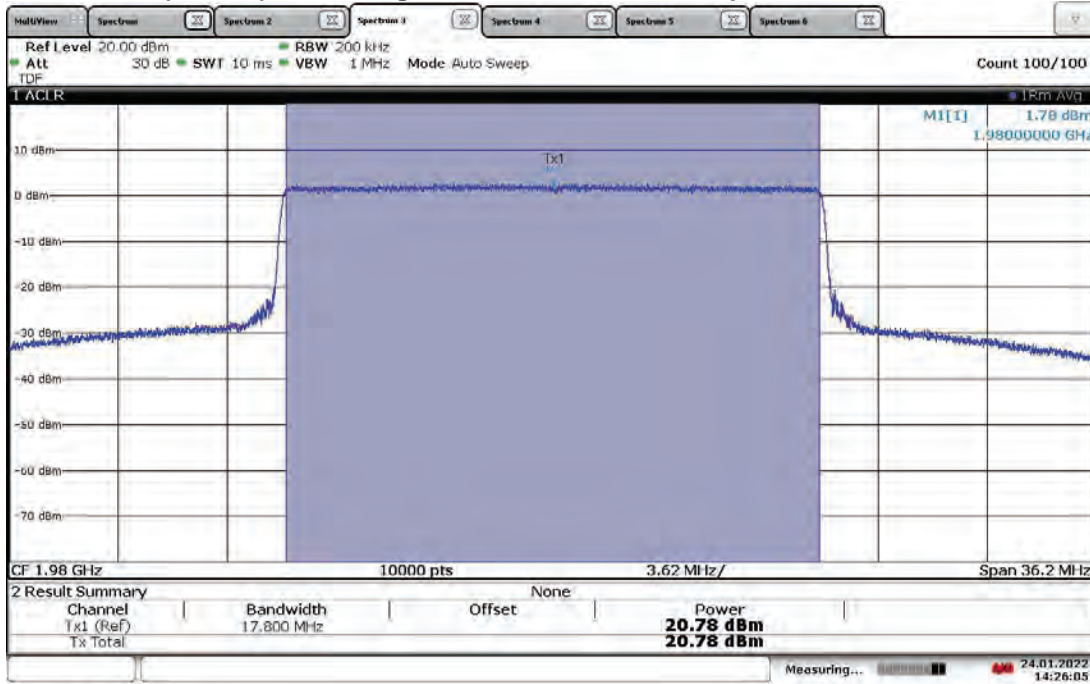 MultiView Spectrum Spectrum 2 Spectrum 3 Spectrum 4 Spectrum 5 Spectrum 6
Ref Level 20.00 dBm RBW 200 kHz
Att 30 dB SWT 10 ms VBW 1 MHz Mode Auto Sweep Count 100/100
TDF
1 ACLR 1Rm Avg
M1[1] 1.78 dBm
1.98000000 GHz
10 dBm
Tx1
0 dBm
-10 dBm
-20 dBm
-30 dBm
-40 dBm
-50 dBm
-60 dBm
-70 dBm
CF 1.98 GHz 10000 pts 3.62 MHz/ Span 36.2 MHz
2 Result Summary None
Channel Bandwidth Offset Power
Tx1 (Ref) 17.800 MHz 20.78 dBm
Tx Total 20.78 dBm
Measuring... 24.01.2022
14:26:05